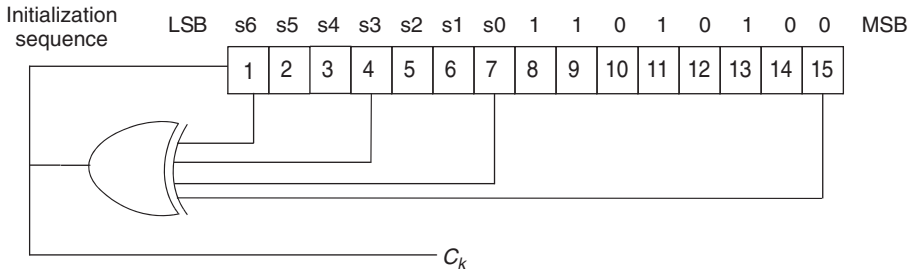 Initialization
sequence
LSB s6 s5 s4 s3 s2 s1 s0 1 1 0 1 0 1 0 0 MSB
1 2 3 4 5 6 7 8 9 10 11 12 13 14 15
Ck